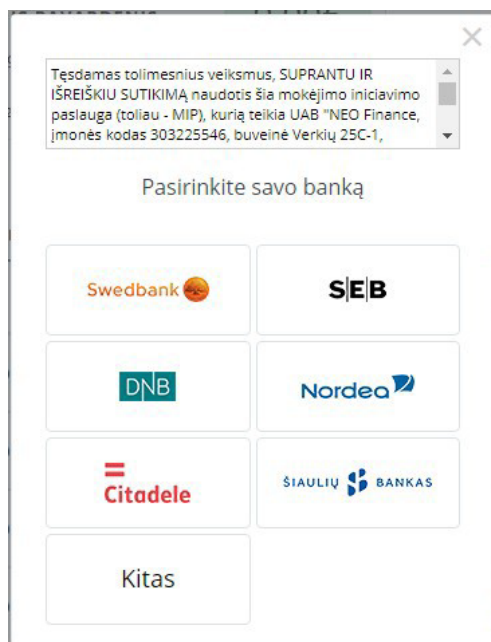 Tęsdamas tolimesnius veiksmus, SUPRANTU IR
IŠREIŠKIU SUTIKIMĄ naudotis šia mokėjimo iniciavimo
paslauga (toliau - MIP), kurią teikia UAB "NEO Finance,
įmonės kodas 303225546, buveinė Verkių 25C-1,
Pasirinkite savo banką
Swedbank
SEB
DNB
Nordea
Citadele
ŠIAULIŲ BANKAS
Kitas